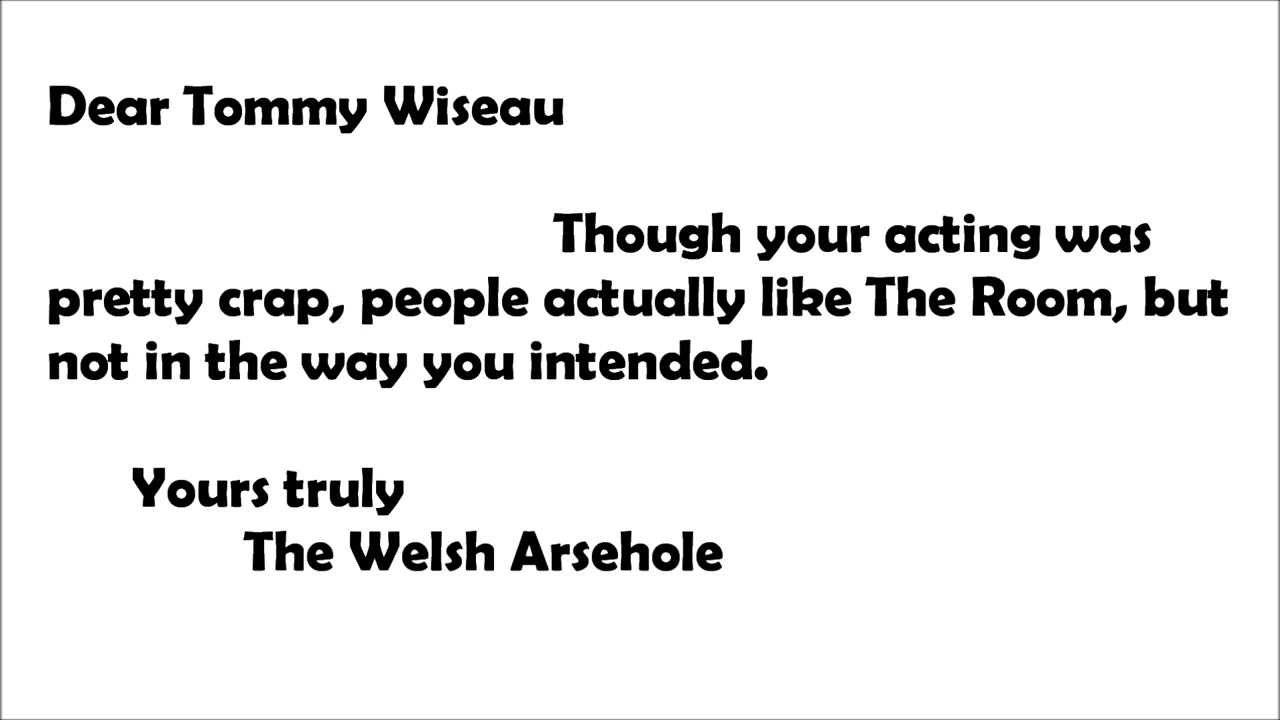 Dear Tommy Wiseau
Though your acting was
pretty crap, people actually like The Room, but
not in the way you intended.
Yours truly
The Welsh Arsehole